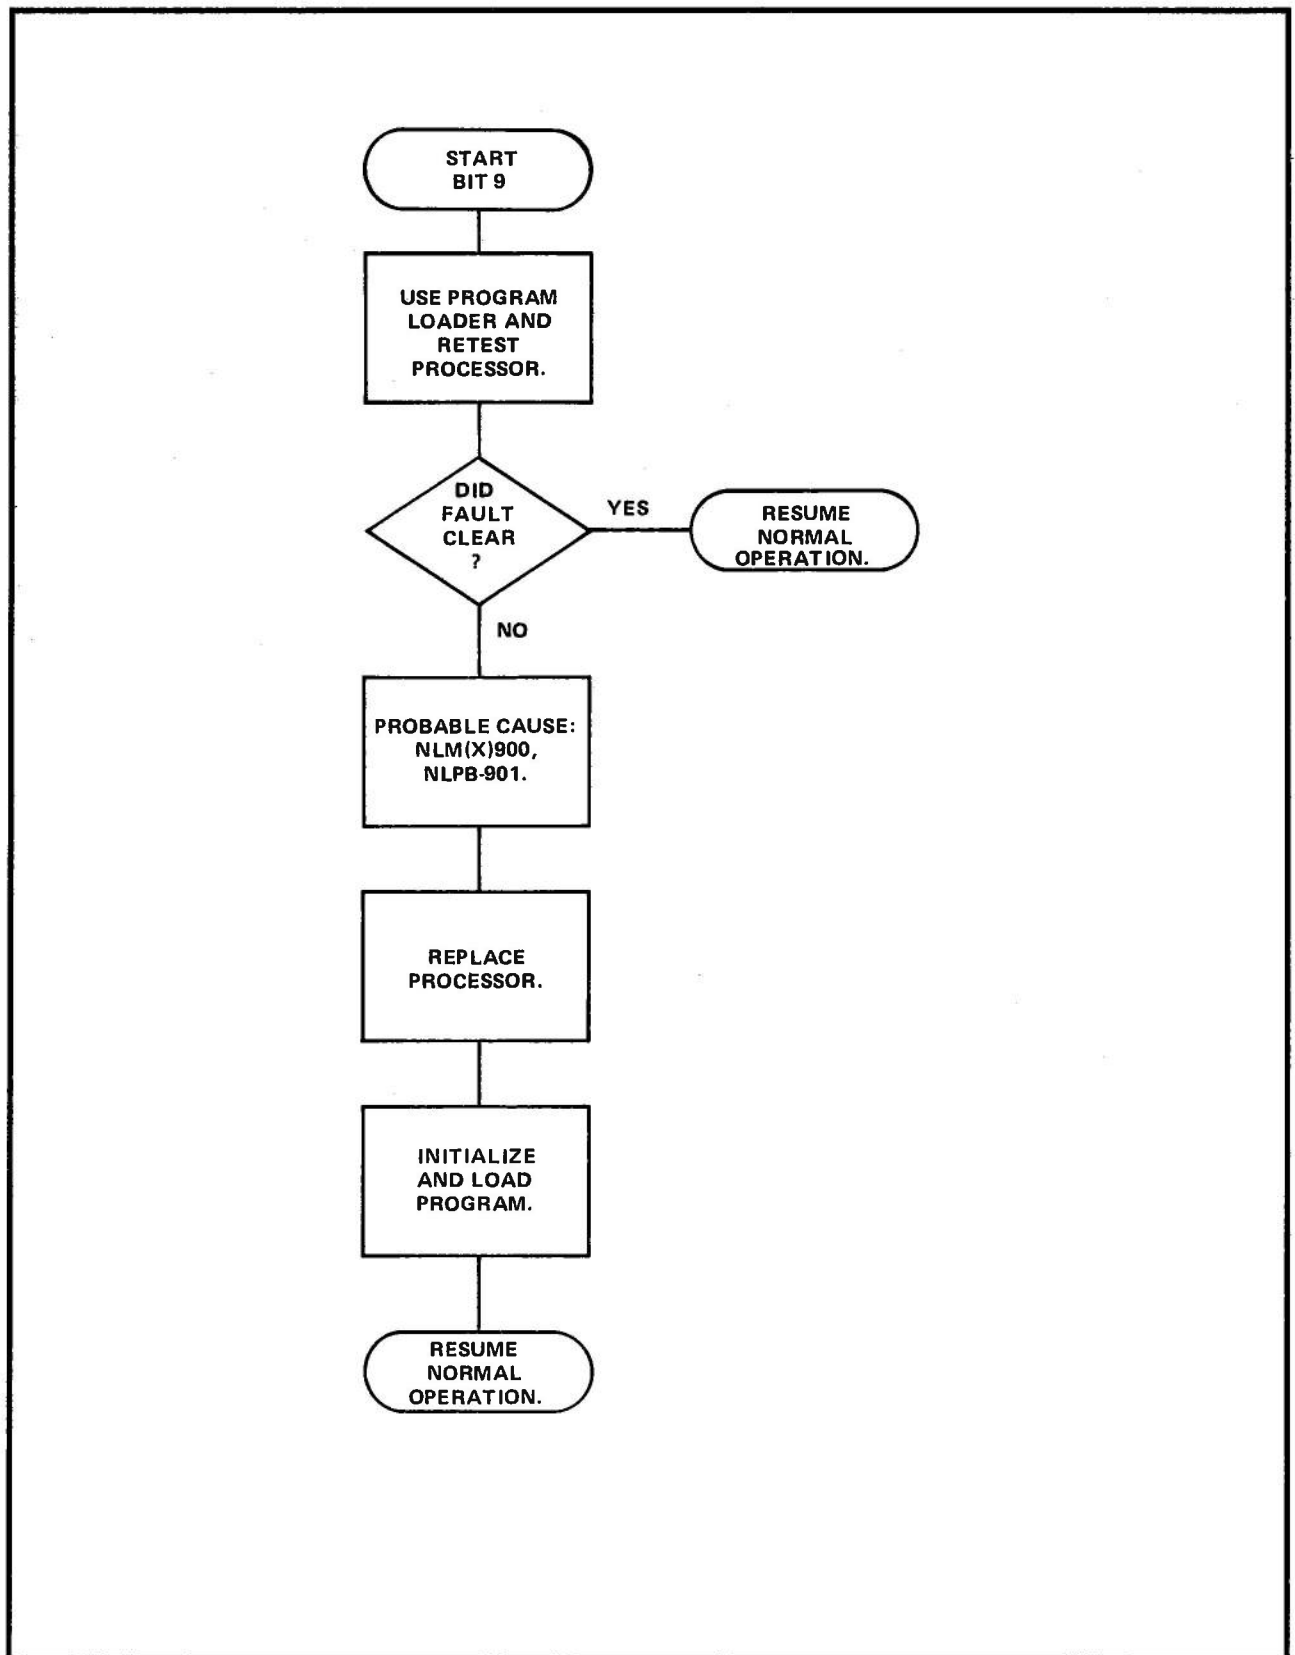 START
BIT 9
USE PROGRAM
LOADER AND
RETEST
PROCESSOR.
DID
FAULT
CLEAR
?
YES
RESUME
NORMAL
OPERATION.
NO
PROBABLE CAUSE:
NLM(X)900,
NLPB-901.
REPLACE
PROCESSOR.
INITIALIZE
AND LOAD
PROGRAM.
RESUME
NORMAL
OPERATION.